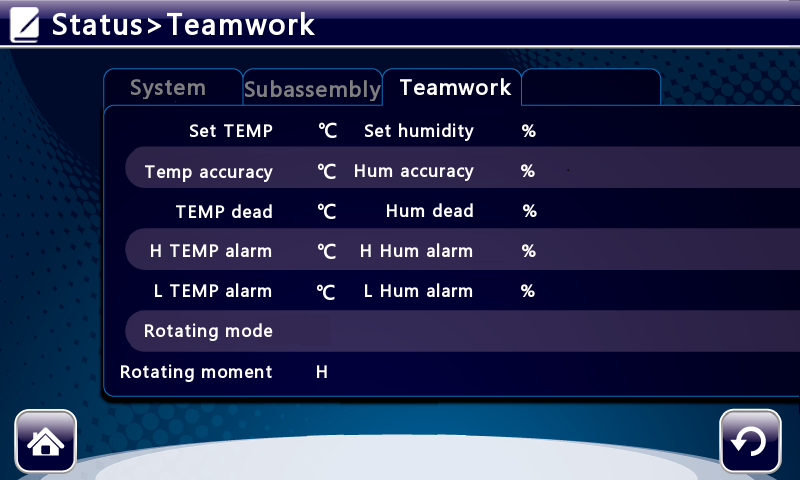 Status>Teamwork
System Subassembly Teamwork
Set TEMP ℃ Set humidity %
Temp accuracy ℃ Hum accuracy %
TEMP dead ℃ Hum dead %
H TEMP alarm ℃ H Hum alarm %
L TEMP alarm ℃ L Hum alarm %
Rotating mode
Rotating moment H